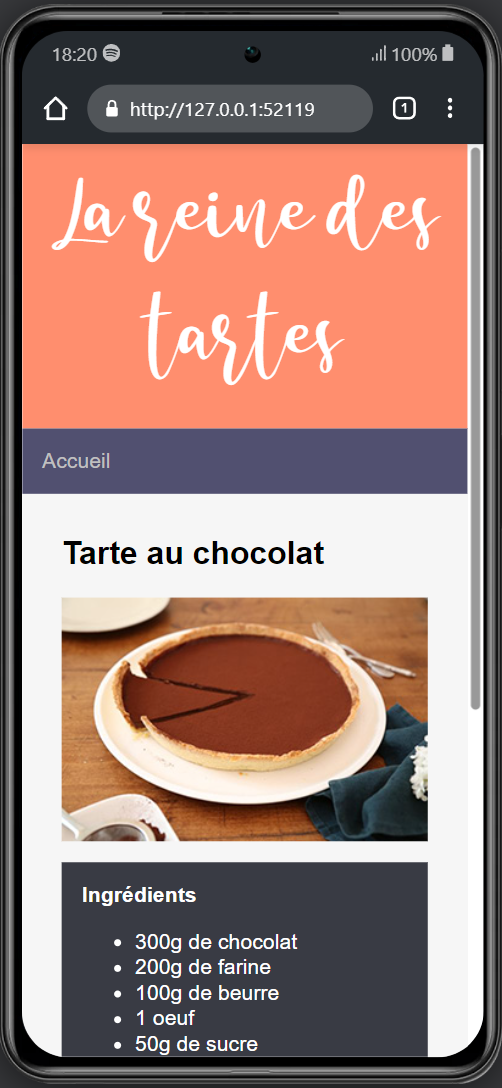 18:20 100%
http://127.0.0.1:52119 1
La reine des
tartes
Accueil
Tarte au chocolat
Ingrédients
• 300g de chocolat
• 200g de farine
• 100g de beurre
• 1 oeuf
• 50g de sucre